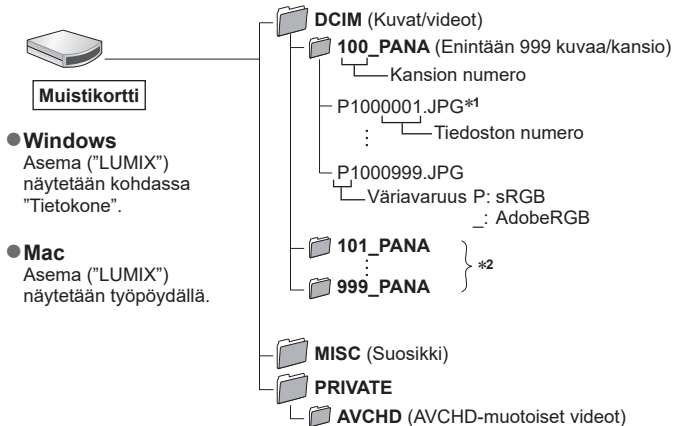 Muistikortti
●Windows
Asema ("LUMIX")
näytetään kohdassa
"Tietokone".
●Mac
Asema ("LUMIX")
näytetään työpöydällä.
DCIM (Kuvat/videot)
100_PANA (Enintään 999 kuvaa/kansio)
Kansion numero
P1000001.JPG*1
Tiedoston numero
P1000999.JPG
Väriavaruus P: sRGB
_: AdobeRGB
101_PANA
*2
999_PANA
MISC (Suosikki)
PRIVATE
AVCHD (AVCHD-muotoiset videot)